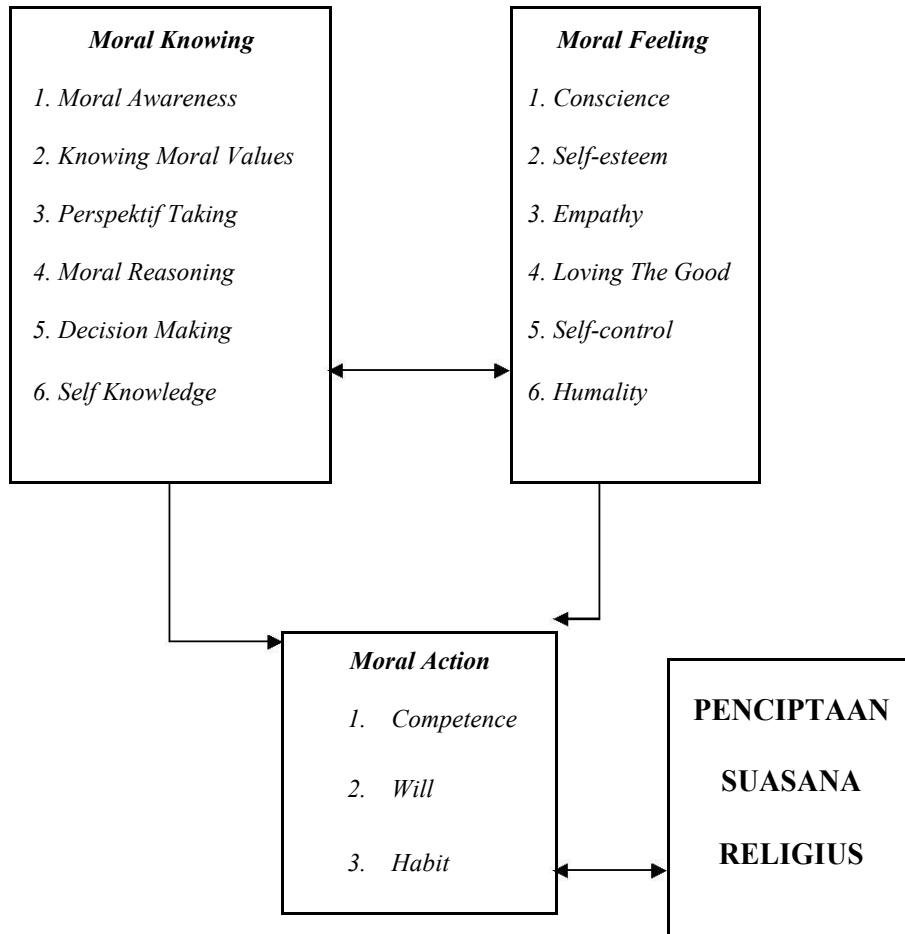 Moral Knowing
1. Moral Awareness
2. Knowing Moral Values
3. Perspektif Taking
4. Moral Reasoning
5. Decision Making
6. Self Knowledge
Moral Feeling
1. Conscience
2. Self-esteem
3. Empathy
4. Loving The Good
5. Self-control
6. Humality
Moral Action
1. Competence
2. Will
3. Habit
PENCIPTAAN
SUASANA
RELIGIUS